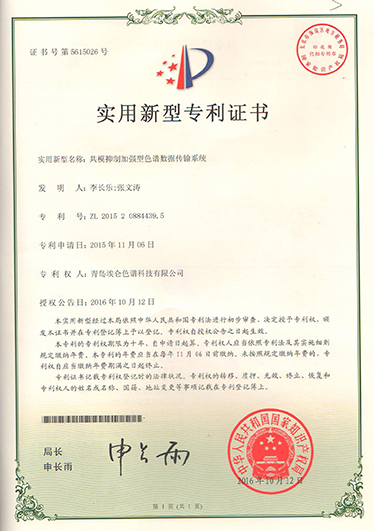 证书号第5615026号
实用新型专利证书
实用新型名称：共模抑制加强型色谱数据传输系统
发 明 人：李长乐;张文涛
专 利 号：ZL 2015 2 0884439.5
专利申请日：2015年11月06日
专 利 权 人：青岛埃仑色谱科技有限公司
授权公告日：2016年10月12日
本实用新型经过本局依照中华人民共和国专利法进行初步审查，决定授予专利权，颁
发本证书并在专利登记簿上予以登记。专利权自授权公告之日起生效。
本专利的专利权期限为十年，自申请日起算。专利权人应当依照专利法及其实施细则
规定缴纳年费。本专利的年费应当在每年11月06日前缴纳。未按照规定缴纳年费的，专
利权自应当缴纳年费期满之日起终止。
专利证书记载专利权登记时的法律状况。专利权的转移、质押、无效、终止、恢复和
专利权人的姓名或名称、国籍、地址变更等事项记载在专利登记簿上。
局长
申长雨
申长雨
中华人民共和国国家知识产权局
2016年10月12日
第 1 页 (共 1 页)